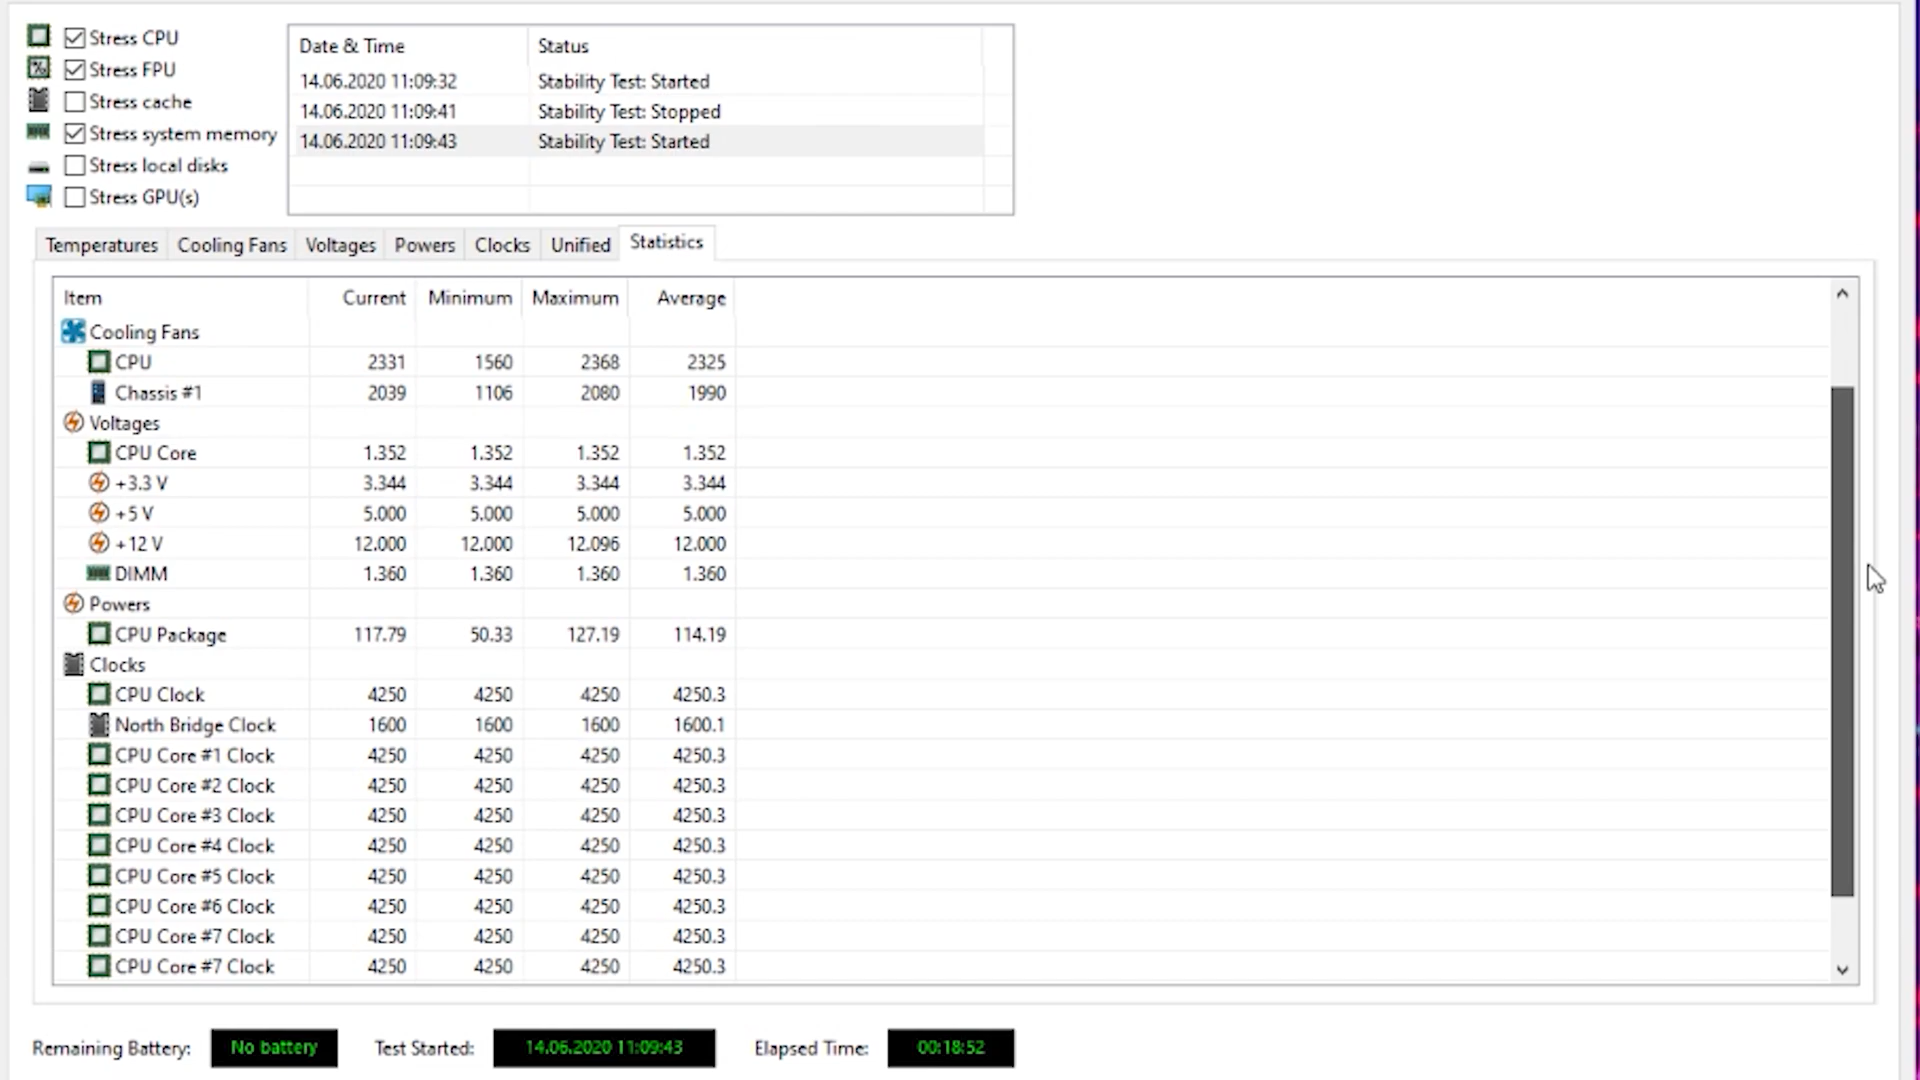 Stress CPU
Stress FPU
Stress cache
Stress system memory
Stress local disks
Stress GPU(s)
Date & Time Status
14.06.2020 11:09:32 Stability Test: Started
14.06.2020 11:09:41 Stability Test: Stopped
14.06.2020 11:09:43 Stability Test: Started
Temperatures Cooling Fans Voltages Powers Clocks Unified Statistics
Item Current Minimum Maximum Average
Cooling Fans
CPU 2331 1560 2368 2325
Chassis #1 2039 1106 2080 1990
Voltages
CPU Core 1.352 1.352 1.352 1.352
+3.3 V 3.344 3.344 3.344 3.344
+5 V 5.000 5.000 5.000 5.000
+12 V 12.000 12.000 12.096 12.000
DIMM 1.360 1.360 1.360 1.360
Powers
CPU Package 117.79 50.33 127.19 114.19
Clocks
CPU Clock 4250 4250 4250 4250.3
North Bridge Clock 1600 1600 1600 1600.1
CPU Core #1 Clock 4250 4250 4250 4250.3
CPU Core #2 Clock 4250 4250 4250 4250.3
CPU Core #3 Clock 4250 4250 4250 4250.3
CPU Core #4 Clock 4250 4250 4250 4250.3
CPU Core #5 Clock 4250 4250 4250 4250.3
CPU Core #6 Clock 4250 4250 4250 4250.3
CPU Core #7 Clock 4250 4250 4250 4250.3
CPU Core #7 Clock 4250 4250 4250 4250.3
Remaining Battery: No battery Test Started: 14.06.2020 11:09:43 Elapsed Time: 00:18:52